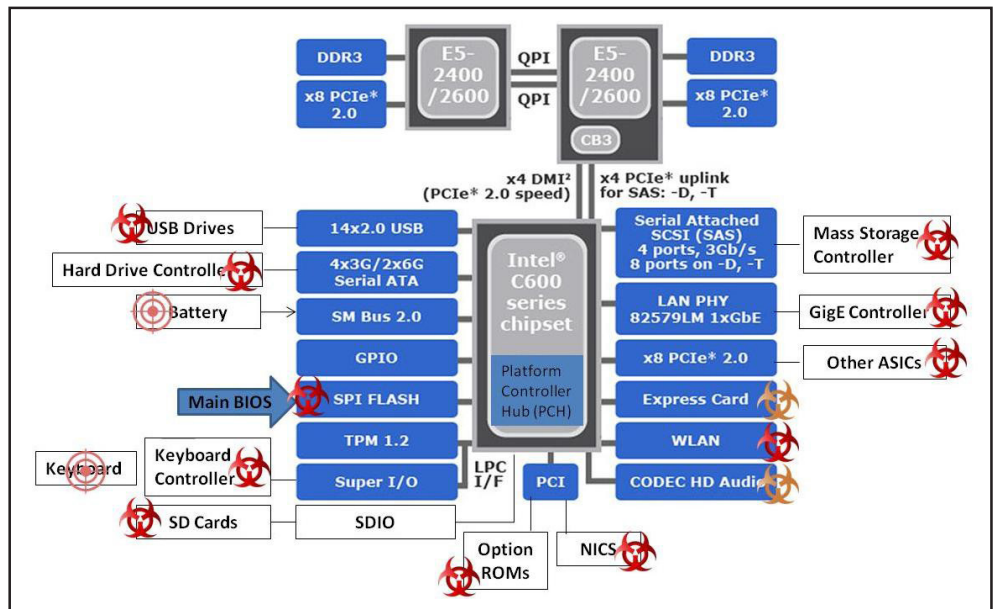 DDR3
x8 PCIe*
2.0
E5-
2400
/2600
QPI
QPI
E5-
2400
/2600
CB3
DDR3
x8 PCIe*
2.0
x4 DMI²
(PCIe* 2.0 speed)
x4 PCIe* uplink
for SAS: -D, -T
USB Drives
14x2.0 USB
Hard Drive Controller
4x3G/2x6G
Serial ATA
Battery
SM Bus 2.0
GPIO
Main BIOS
SPI FLASH
TPM 1.2
Keyboard
Keyboard
Controller
Super I/O
LPC
I/F
SD Cards
SDIO
Intel®
C600
series
chipset
Platform
Controller
Hub (PCH)
Serial Attached
SCSI (SAS)
4 ports, 3Gb/s
8 ports on -D, -T
Mass Storage
Controller
LAN PHY
82579LM 1xGbE
GigE Controller
x8 PCIe* 2.0
Other ASICs
Express Card
WLAN
CODEC HD Audio
PCI
Option
ROMs
NICS